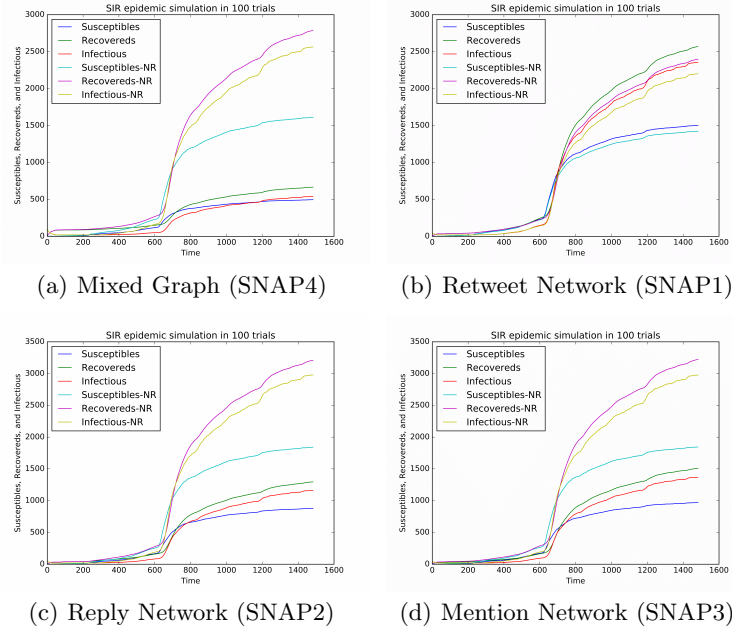 SIR epidemic simulation in 100 trials
Susceptibles, Recovereds, and Infectious
3000
2500
2000
1500
1000
500
0
Susceptibles
Recovereds
Infectious
Susceptibles-NR
Recovereds-NR
Infectious-NR
0 200 400 600 800 1000 1200 1400 1600
Time
(a) Mixed Graph (SNAP4)
SIR epidemic simulation in 100 trials
Susceptibles, Recovereds, and Infectious
3000
2500
2000
1500
1000
500
0
Susceptibles
Recovereds
Infectious
Susceptibles-NR
Recovereds-NR
Infectious-NR
0 200 400 600 800 1000 1200 1400 1600
Time
(b) Retweet Network (SNAP1)
SIR epidemic simulation in 100 trials
Susceptibles, Recovereds, and Infectious
3500
3000
2500
2000
1500
1000
500
0
Susceptibles
Recovereds
Infectious
Susceptibles-NR
Recovereds-NR
Infectious-NR
0 200 400 600 800 1000 1200 1400 1600
Time
(c) Reply Network (SNAP2)
SIR epidemic simulation in 100 trials
Susceptibles, Recovereds, and Infectious
3500
3000
2500
2000
1500
1000
500
0
Susceptibles
Recovereds
Infectious
Susceptibles-NR
Recovereds-NR
Infectious-NR
0 200 400 600 800 1000 1200 1400 1600
Time
(d) Mention Network (SNAP3)